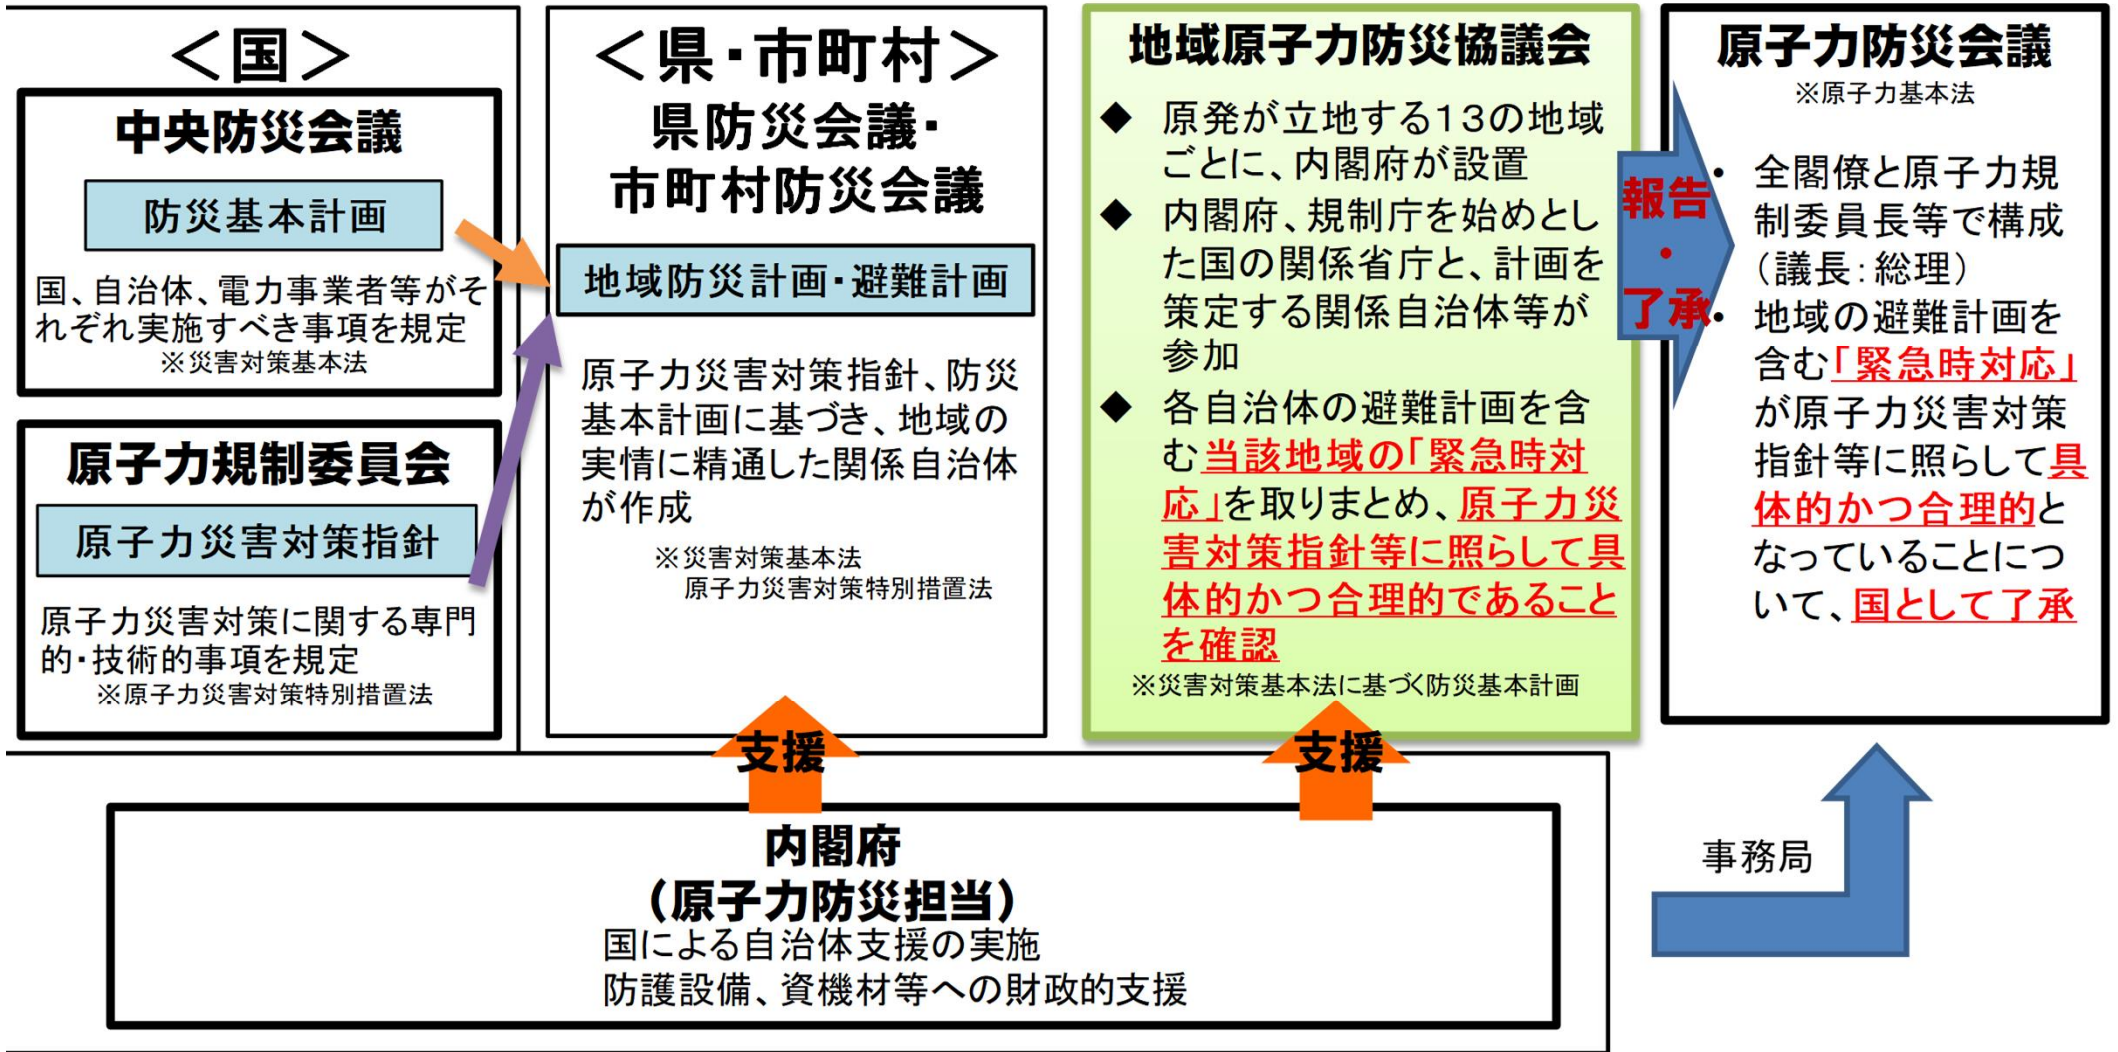 ＜国＞
中央防災会議
防災基本計画
国、自治体、電力事業者等がそ
れぞれ実施すべき事項を規定
※災害対策基本法
原子力規制委員会
原子力災害対策指針
原子力災害対策に関する専門
的・技術的事項を規定
※原子力災害対策特別措置法
＜県・市町村＞
県防災会議・
市町村防災会議
地域防災計画・避難計画
原子力災害対策指針、防災
基本計画に基づき、地域の
実情に精通した関係自治体
が作成
※災害対策基本法
原子力災害対策特別措置法
地域原子力防災協議会
◆ 原発が立地する１３の地域
ごとに、内閣府が設置
◆ 内閣府、規制庁を始めとし
た国の関係省庁と、計画を
策定する関係自治体等が
参加
◆ 各自治体の避難計画を含
む当該地域の「緊急時対
応」を取りまとめ、原子力災
害対策指針等に照らして具
体的かつ合理的であること
を確認
※災害対策基本法に基づく防災基本計画
報告
・
了承
原子力防災会議
※原子力基本法
• 全閣僚と原子力規
制委員長等で構成
（議長：総理）
• 地域の避難計画を
含む「緊急時対応」
が原子力災害対策
指針等に照らして具
体的かつ合理的と
なっていることにつ
いて、国として了承
支援
支援
内閣府
（原子力防災担当）
国による自治体支援の実施
防護設備、資機材等への財政的支援
事務局